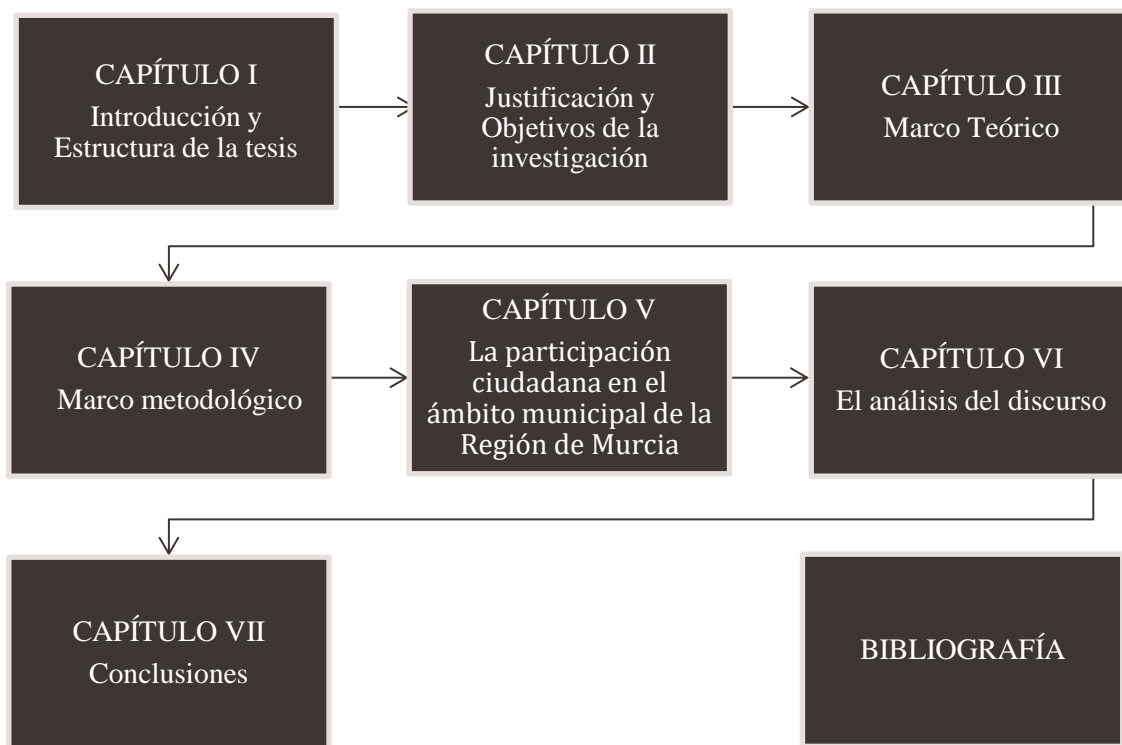 CAPÍTULO I
Introducción y
Estructura de la tesis
CAPÍTULO II
Justificación y
Objetivos de la
investigación
CAPÍTULO III
Marco Teórico
CAPÍTULO IV
Marco metodológico
CAPÍTULO V
La participación
ciudadana en el
ámbito municipal de la
Región de Murcia
CAPÍTULO VI
El análisis del discurso
CAPÍTULO VII
Conclusiones
BIBLIOGRAFÍA